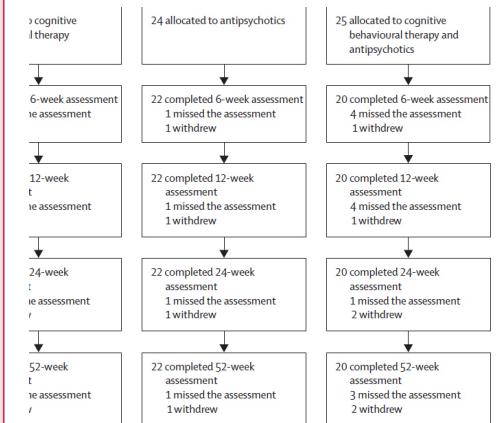 cognitive
therapy
24 allocated to antipsychotics
25 allocated to cognitive
behavioural therapy and
antipsychotics
6-week assessment
assessment
22 completed 6-week assessment
1 missed the assessment
1 withdrew
20 completed 6-week assessment
4 missed the assessment
1 withdrew
12-week
assessment
22 completed 12-week
assessment
1 missed the assessment
1 withdrew
20 completed 12-week
assessment
4 missed the assessment
1 withdrew
24-week
assessment
22 completed 24-week
assessment
1 missed the assessment
1 withdrew
20 completed 24-week
assessment
1 missed the assessment
2 withdrew
52-week
assessment
22 completed 52-week
assessment
1 missed the assessment
1 withdrew
20 completed 52-week
assessment
3 missed the assessment
2 withdrew